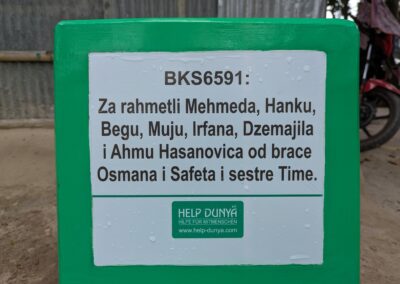 BKS6591:
Za rahmetli Mehmeda, Hanku,
Begu, Muju, Irfana, Dzemajila
i Ahmu Hasanovica od brace
Osmana i Safeta i sestre Time.
HELP DUNYA
HILFE FÜR MITMENSCHEN
www.help-dunya.com